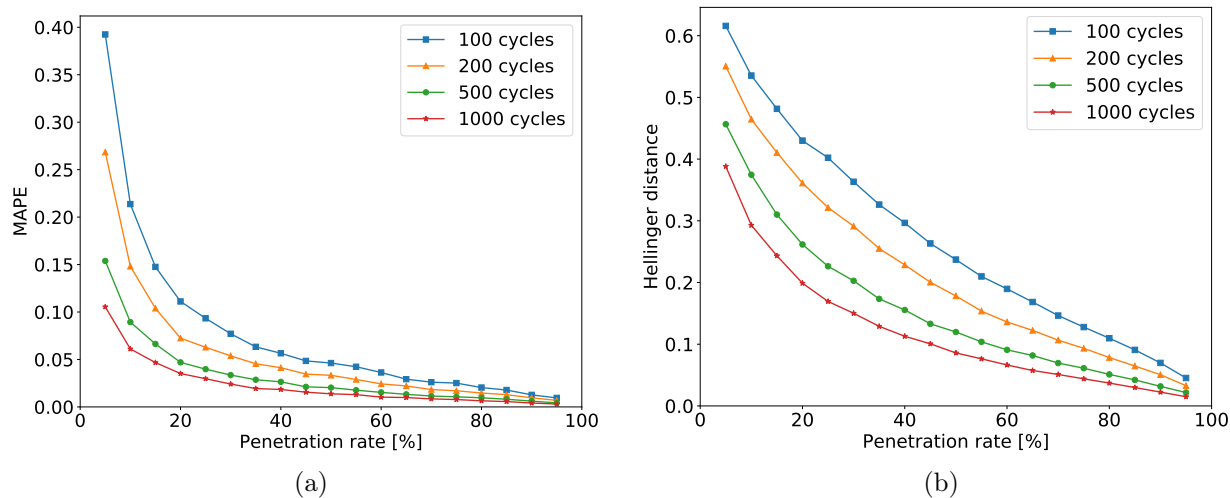 0.40
0.35
0.30
0.25
0.20
0.15
0.10
0.05
0.00
MAPE
0 20 40 60 80 100
Penetration rate [%]
100 cycles
200 cycles
500 cycles
1000 cycles
(a)
0.6
0.5
0.4
0.3
0.2
0.1
0.0
Hellinger distance
0 20 40 60 80 100
Penetration rate [%]
100 cycles
200 cycles
500 cycles
1000 cycles
(b)